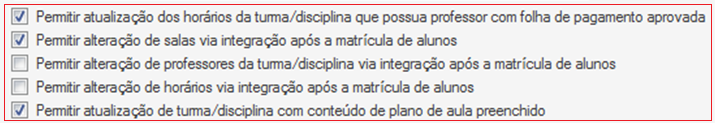 Permitir atualização dos horários da turma/disciplina que possua professor com folha de pagamento aprovada
Permitir alteração de salas via integração após a matrícula de alunos
Permitir alteração de professores da turma/disciplina via integração após a matrícula de alunos
Permitir alteração de horários via integração após a matrícula de alunos
Permitir atualização de turma/disciplina com conteúdo de plano de aula preenchido